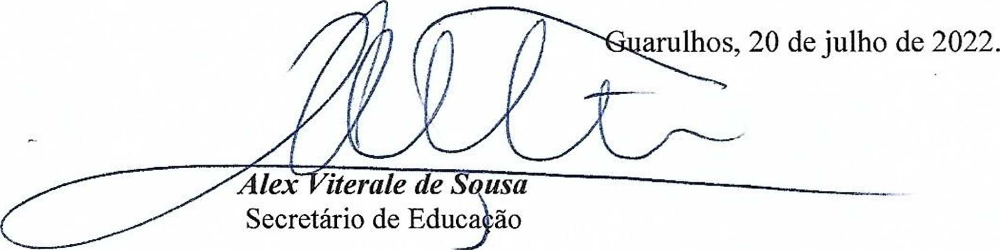 Guarulhos, 20 de julho de 2022.
Alex Viterale de Sousa
Secretário de Educação